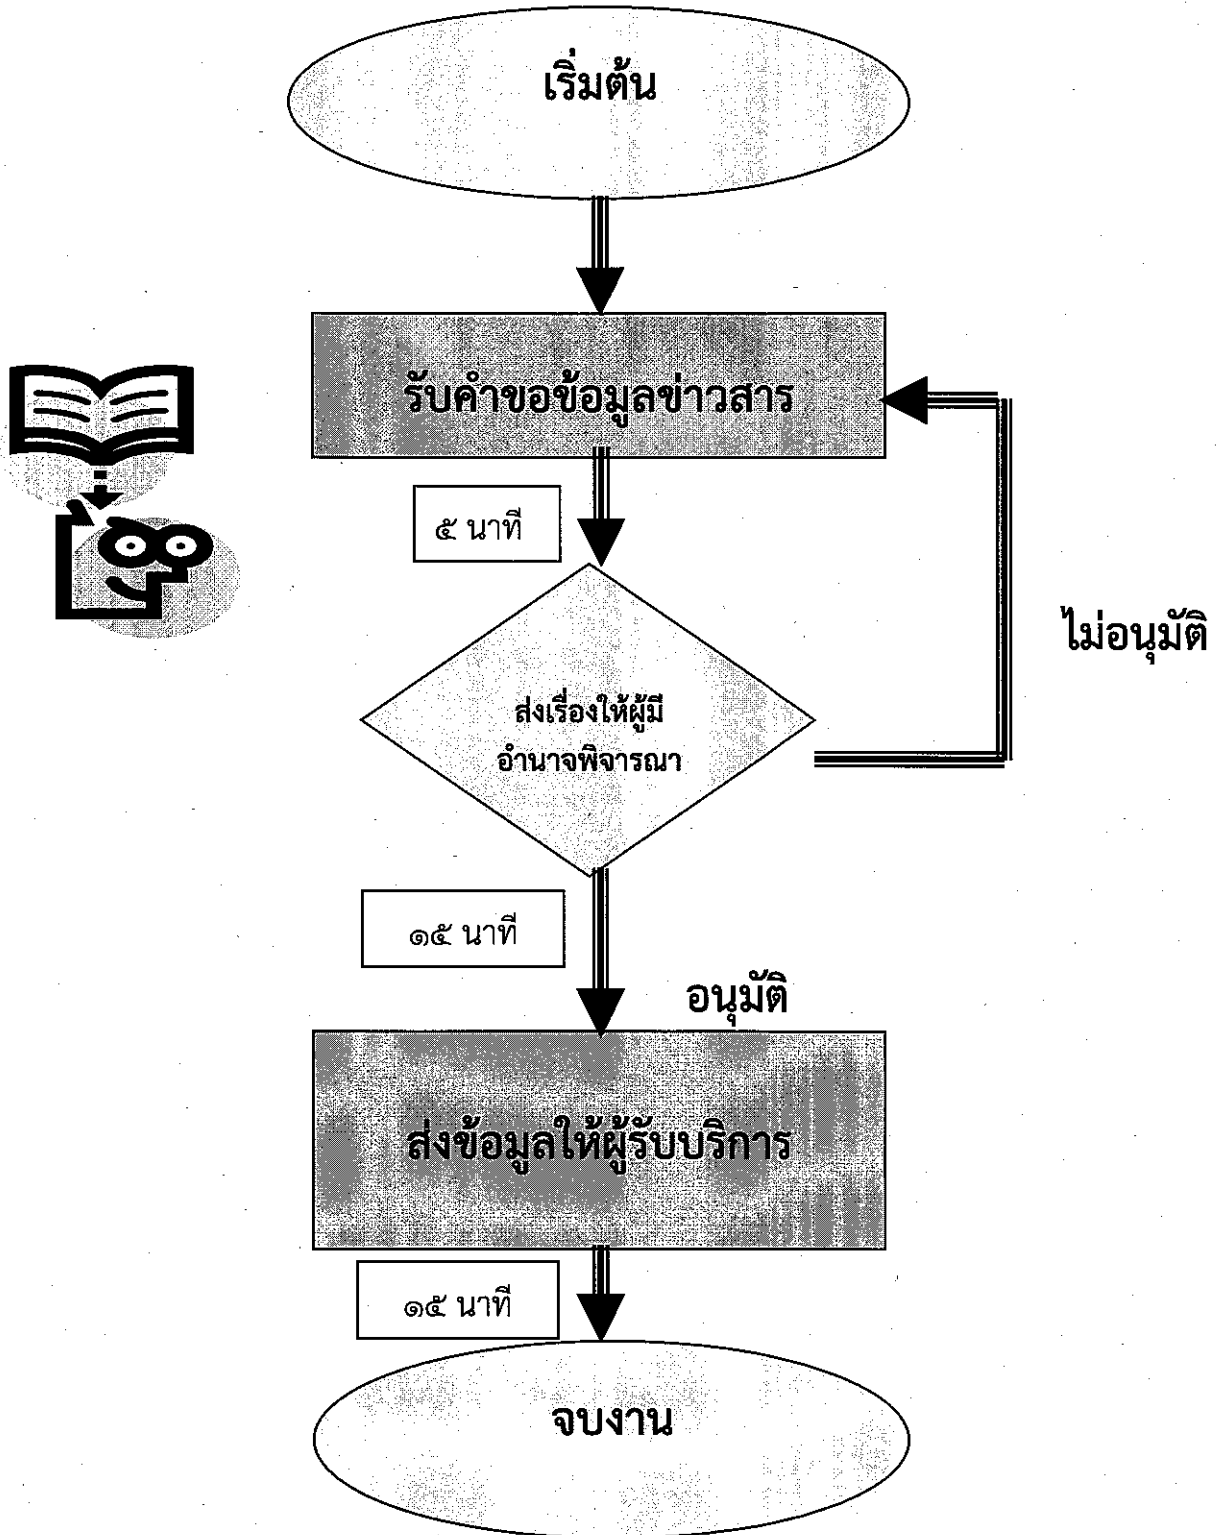 เริ่มต้น
รับคำขอข้อมูลข่าวสาร
๕ นาที
ไม่อนุมัติ
ส่งเรื่องให้ผู้มี
อำนาจพิจารณา
๑๕ นาที
อนุมัติ
ส่งข้อมูลให้ผู้รับบริการ
๑๕ นาที
จบงาน